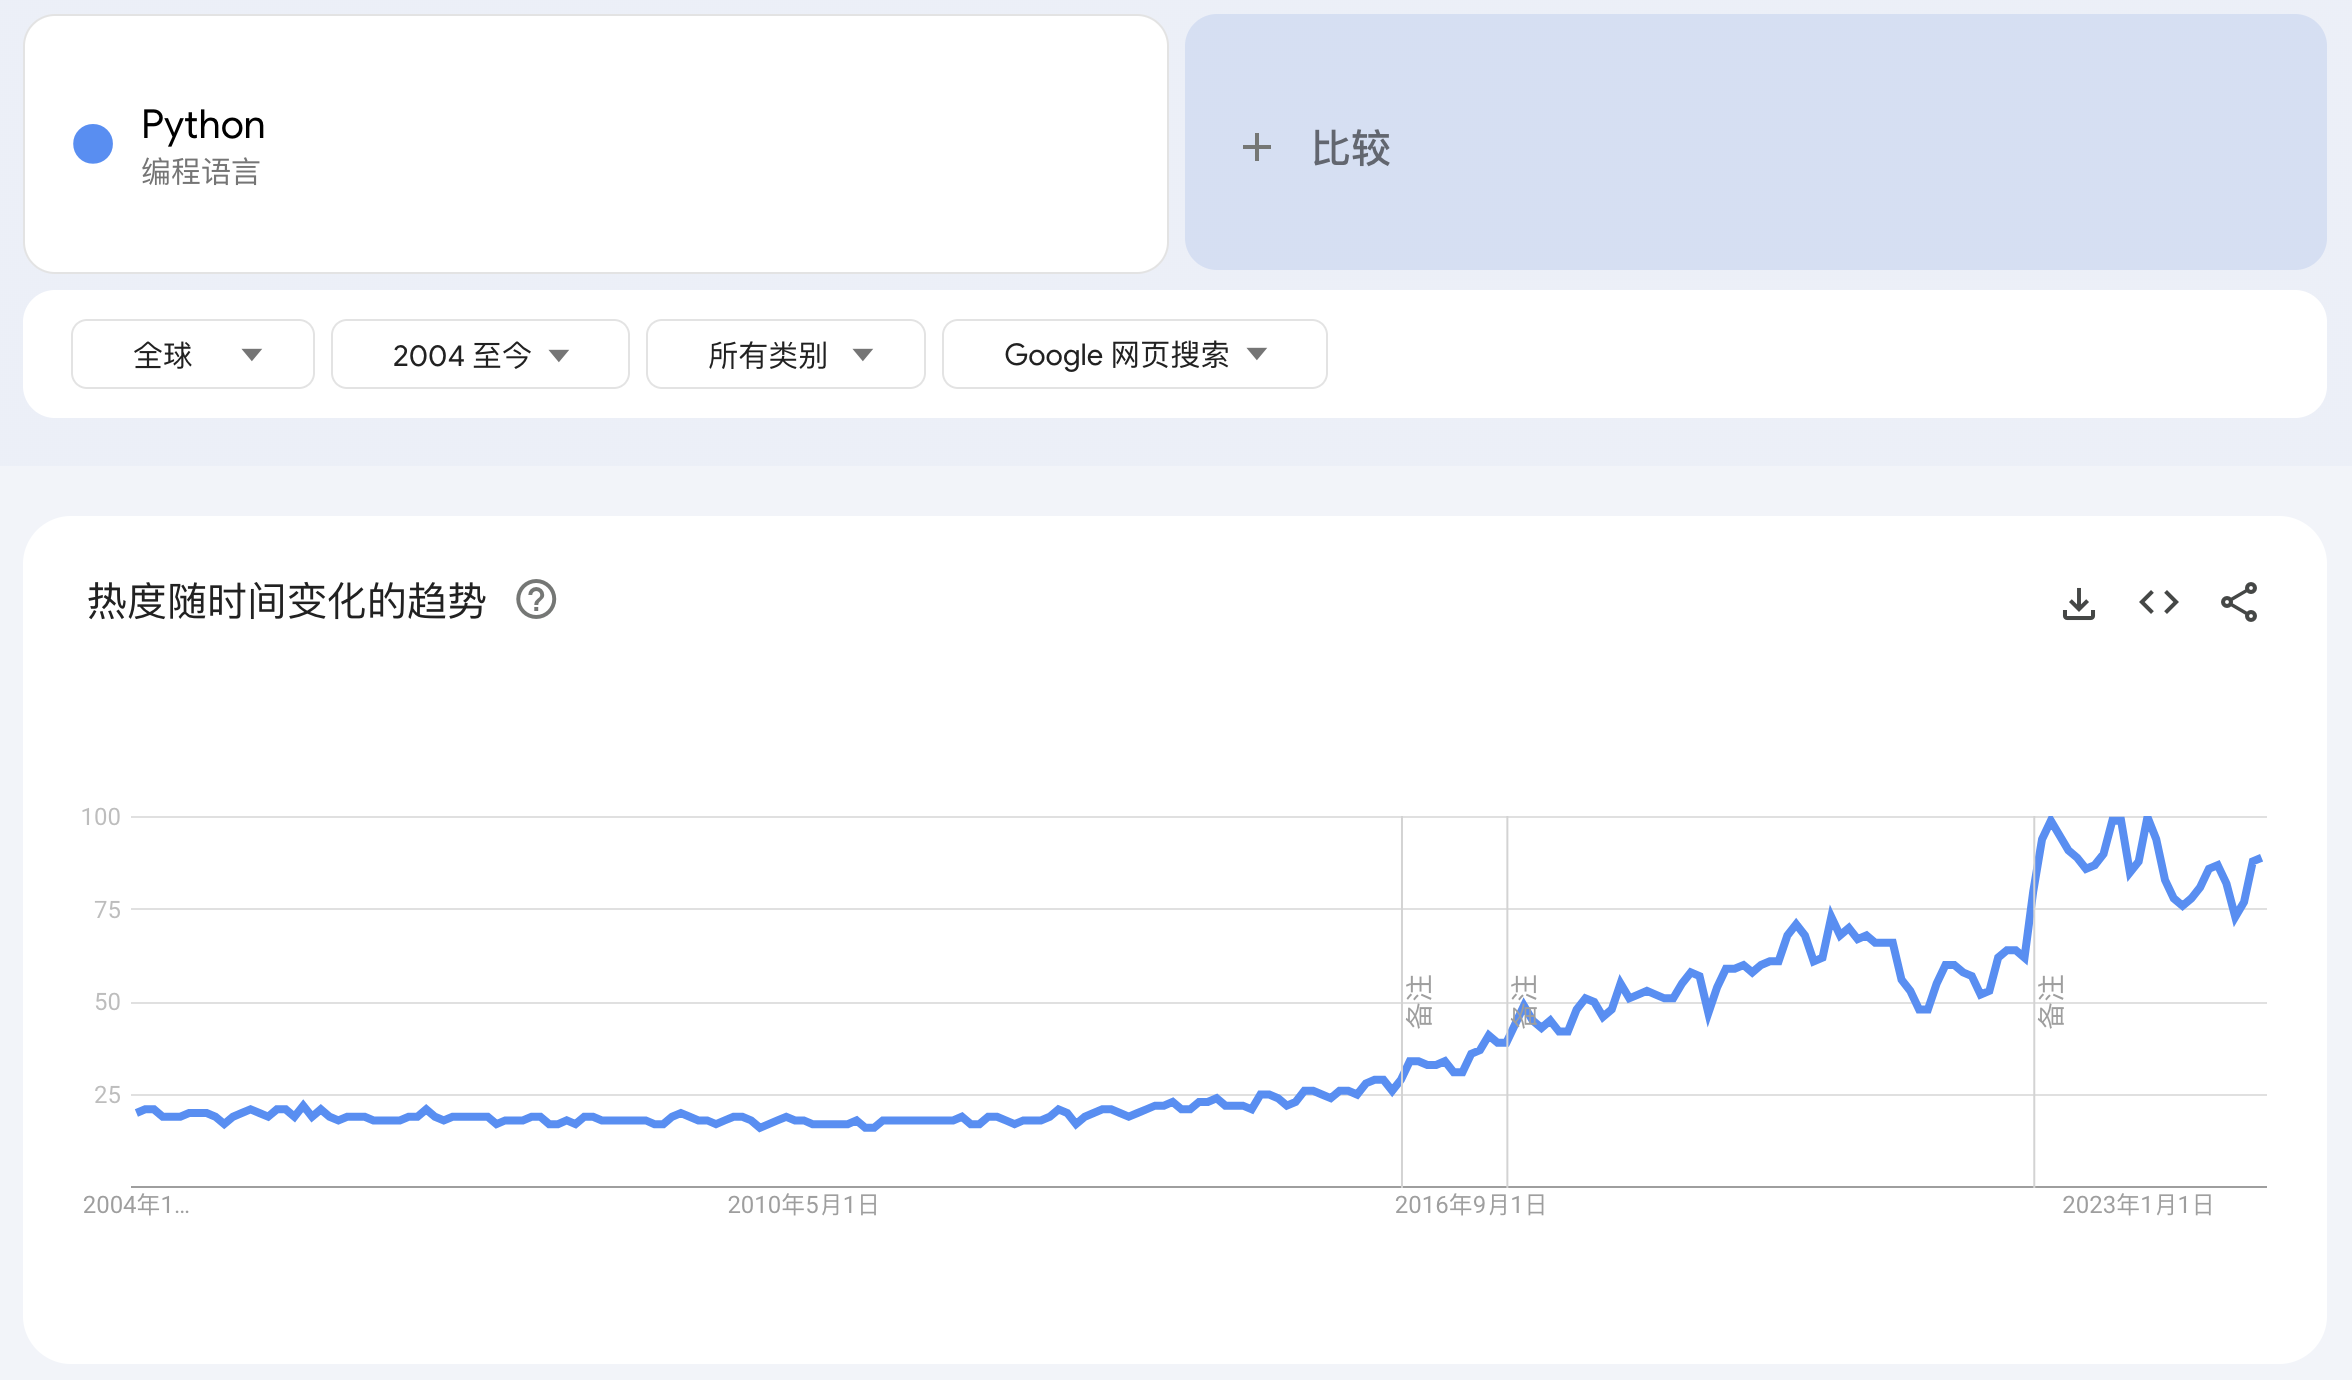 Python
编程语言
比较
全球
2004 至今
所有类别
Google 网页搜索
热度随时间变化的趋势
100
75
50
25
备注
备注
备注
2004年1...
2010年5月1日
2016年9月1日
2023年1月1日